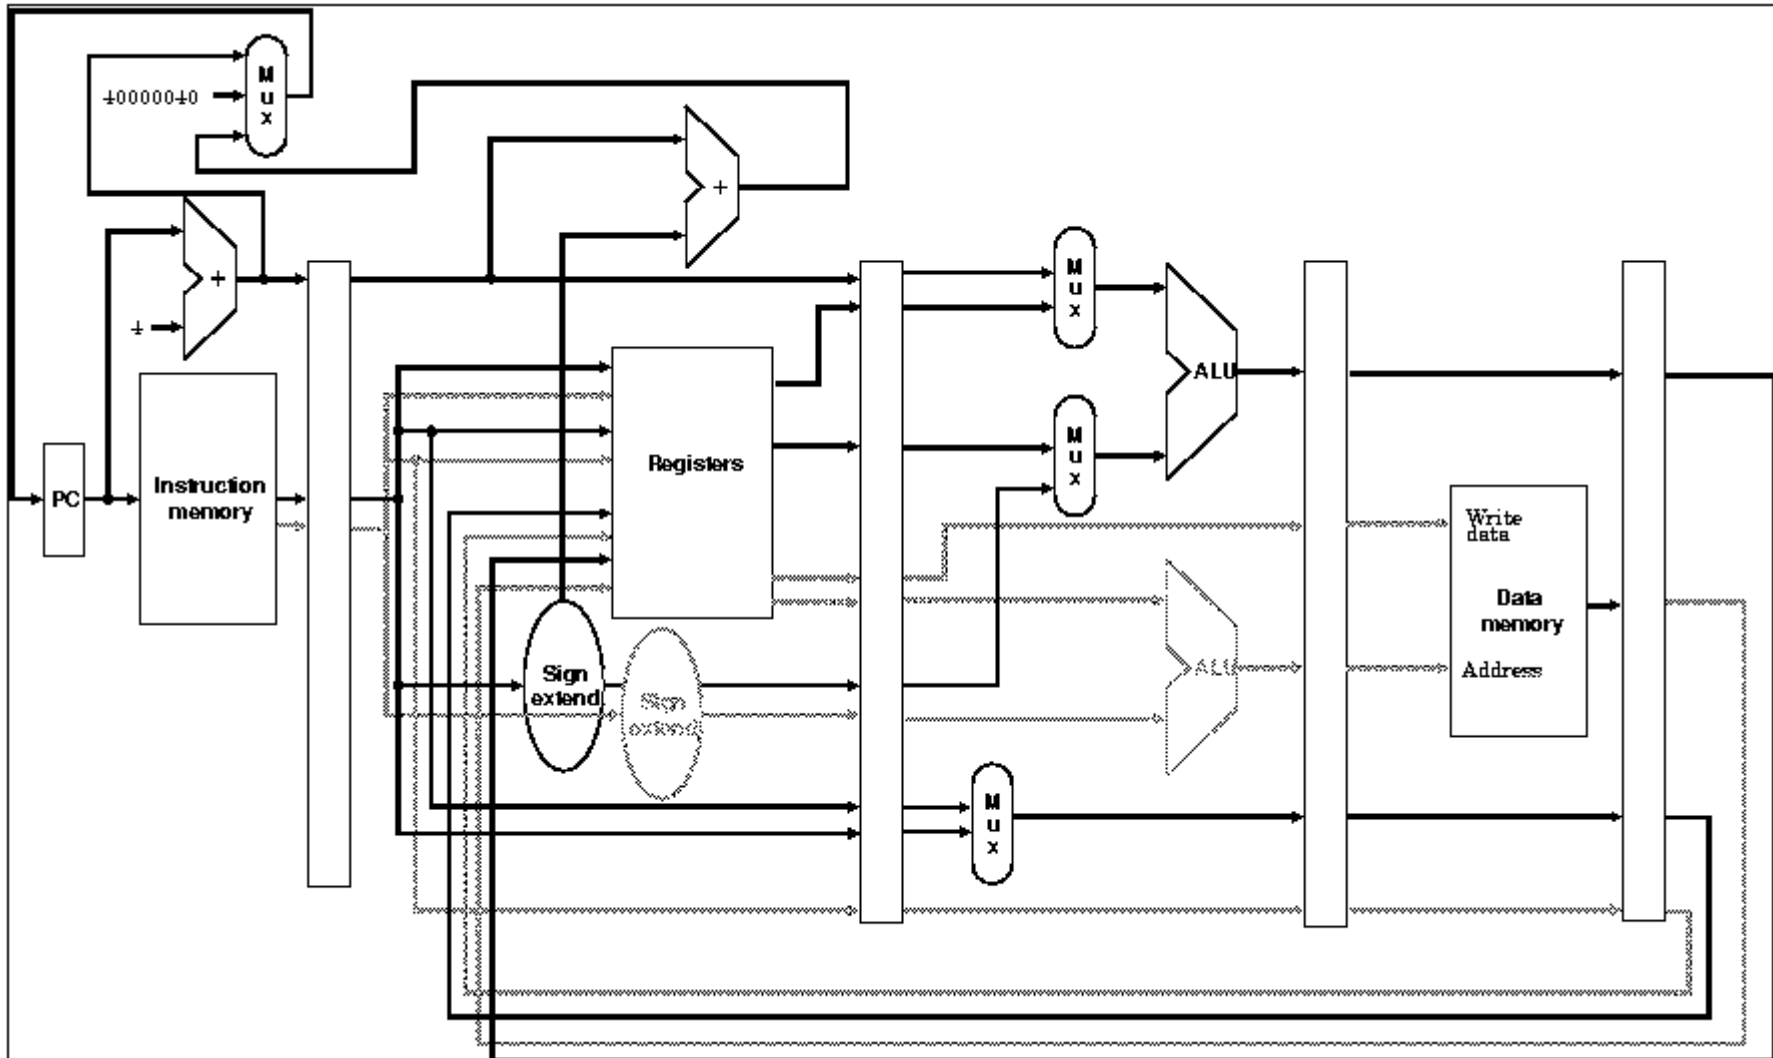 M
u
x
40000040
+
+
4
M
u
x
ALU
M
u
x
Registers
PC
Instruction
memory
Write
data
Data
memory
Address
ALU
Sign
extend
Sign
extend
M
u
x